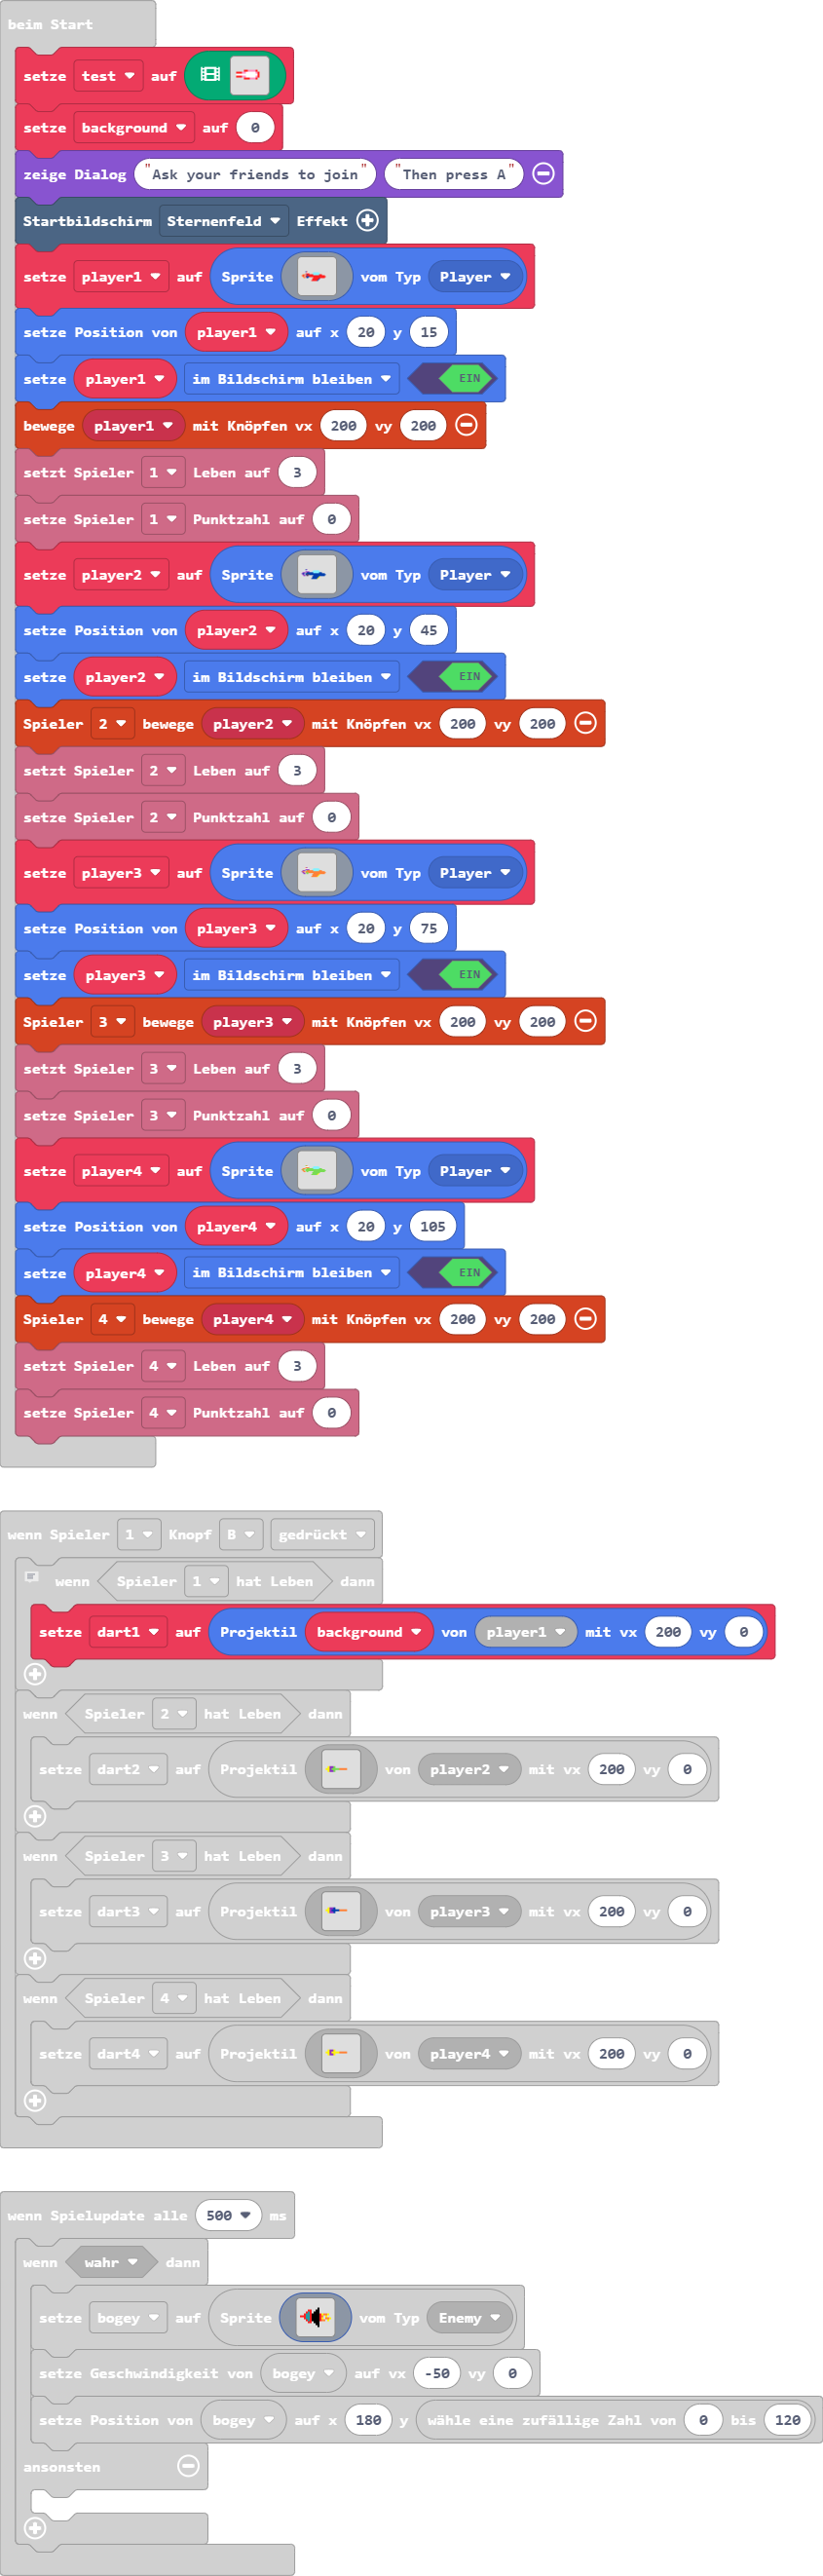 beim Start
setze test auf
setze background auf 0
zeige Dialog "Ask your friends to join" "Then press A"
Startbildschirm Sternenfeld Effekt
setze player1 auf Sprite vom Typ Player
setze Position von player1 auf x 20 y 15
setze player1 im Bildschirm bleiben EIN
bewege player1 mit Knöpfen vx 200 vy 200
setzt Spieler 1 Leben auf 3
setze Spieler 1 Punktzahl auf 0
setze player2 auf Sprite vom Typ Player
setze Position von player2 auf x 20 y 45
setze player2 im Bildschirm bleiben EIN
Spieler 2 bewege player2 mit Knöpfen vx 200 vy 200
setzt Spieler 2 Leben auf 3
setze Spieler 2 Punktzahl auf 0
setze player3 auf Sprite vom Typ Player
setze Position von player3 auf x 20 y 75
setze player3 im Bildschirm bleiben EIN
Spieler 3 bewege player3 mit Knöpfen vx 200 vy 200
setzt Spieler 3 Leben auf 3
setze Spieler 3 Punktzahl auf 0
setze player4 auf Sprite vom Typ Player
setze Position von player4 auf x 20 y 105
setze player4 im Bildschirm bleiben EIN
Spieler 4 bewege player4 mit Knöpfen vx 200 vy 200
setzt Spieler 4 Leben auf 3
setze Spieler 4 Punktzahl auf 0
wenn Spieler 1 Knopf B gedrückt
wenn Spieler 1 hat Leben dann
setze dart1 auf Projektil background von player1 mit vx 200 vy 0
wenn Spieler 2 hat Leben dann
setze dart2 auf Projektil von player2 mit vx 200 vy 0
wenn Spieler 3 hat Leben dann
setze dart3 auf Projektil von player3 mit vx 200 vy 0
wenn Spieler 4 hat Leben dann
setze dart4 auf Projektil von player4 mit vx 200 vy 0
wenn Spielupdate alle 500 ms
wenn wahr dann
setze bogey auf Sprite vom Typ Enemy
setze Geschwindigkeit von bogey auf vx -50 vy 0
setze Position von bogey auf x 180 y wähle eine zufällige Zahl von 0 bis 120
ansonsten